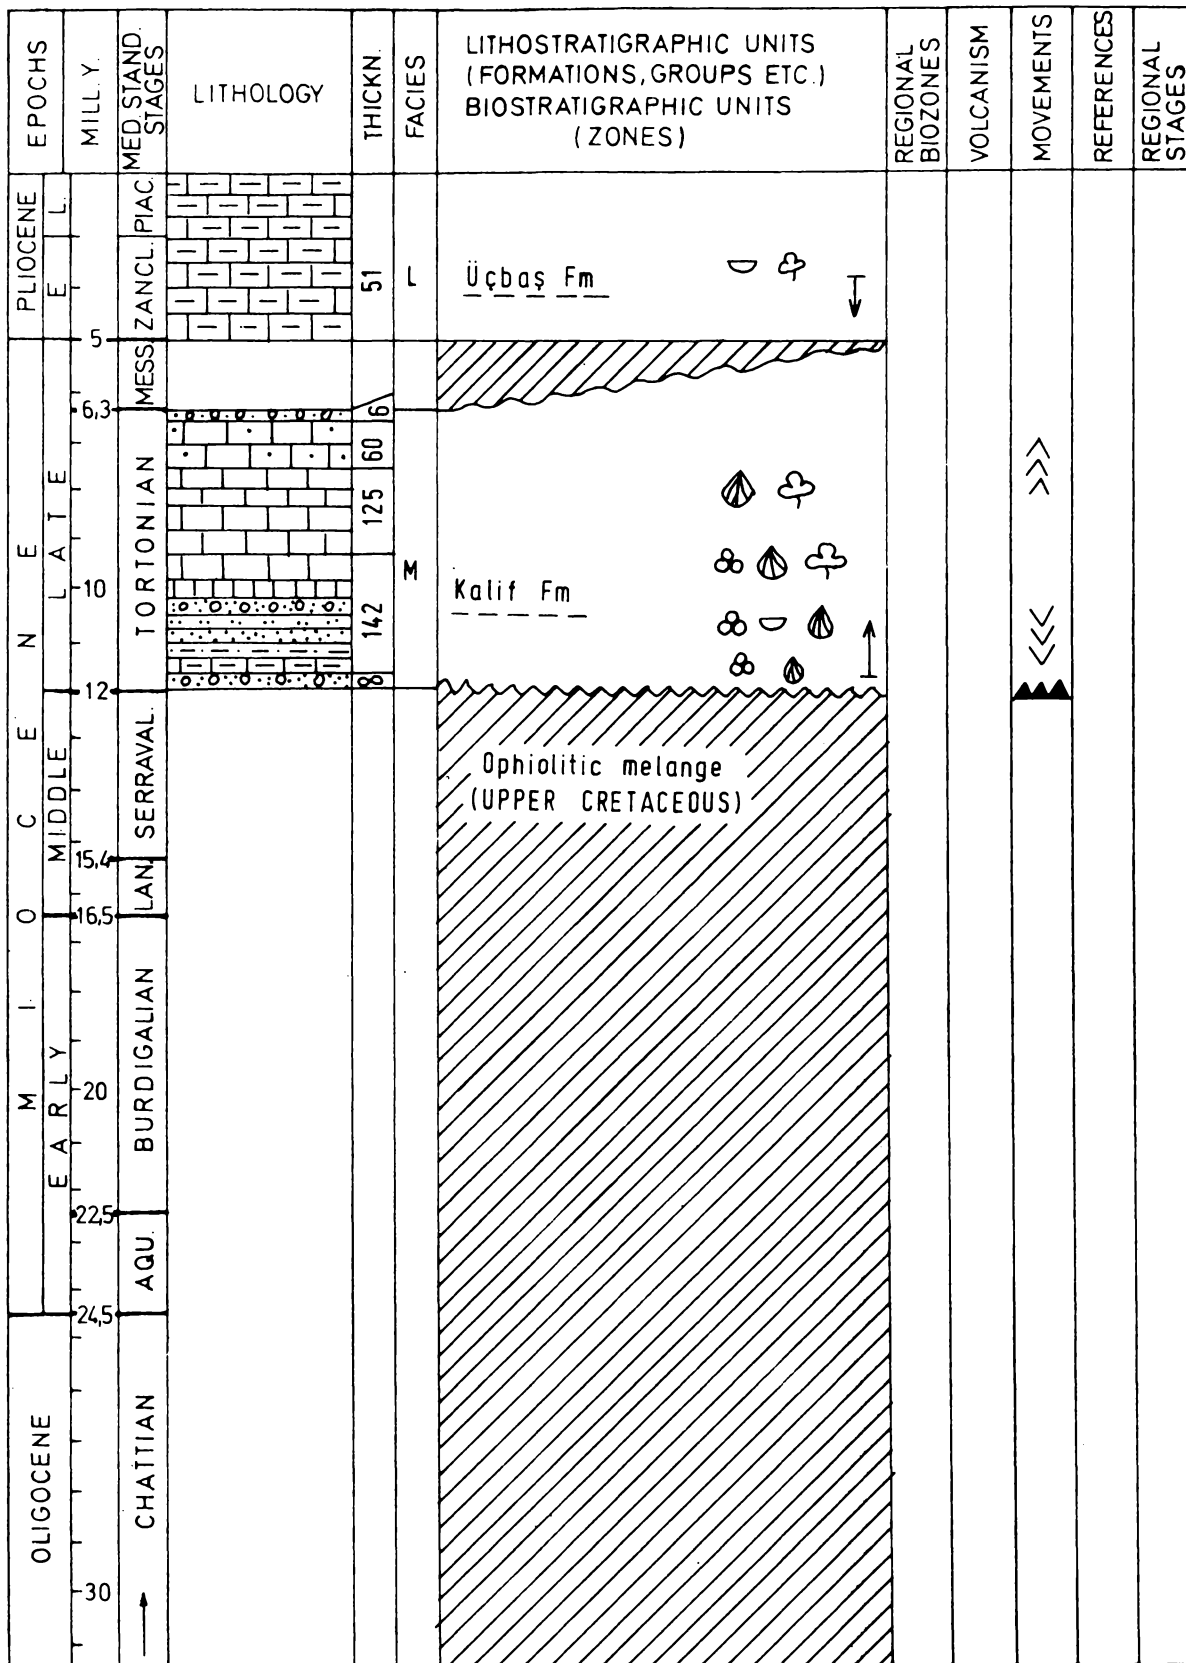 EPOCHS
MILL.Y.
MED.STAND.
STAGES
LITHOLOGY
THICKN.
FACIES
LITHOSTRATIGRAPHIC UNITS
(FORMATIONS, GROUPS ETC.)
BIOSTRATIGRAPHIC UNITS
(ZONES)
REGIONAL
BIOZONES
VOLCANISM
MOVEMENTS
REFERENCES
REGIONAL
STAGES
PLIOCENE
L.
E.
PIAC.
ZANCL.
51
L
Üçbaş Fm
5
MIOCENE
LATE
MESS.
6,3
6
TORTONIAN
60
125
M
10
142
Kalif Fm
8
12
MIDDLE
SERRAVAL.
Ophiolitic melange
(UPPER CRETACEOUS)
15,4
LAN.
16,5
EARLY
BURDIGALIAN
20
22,5
AQU.
24,5
OLIGOCENE
CHATTIAN
30